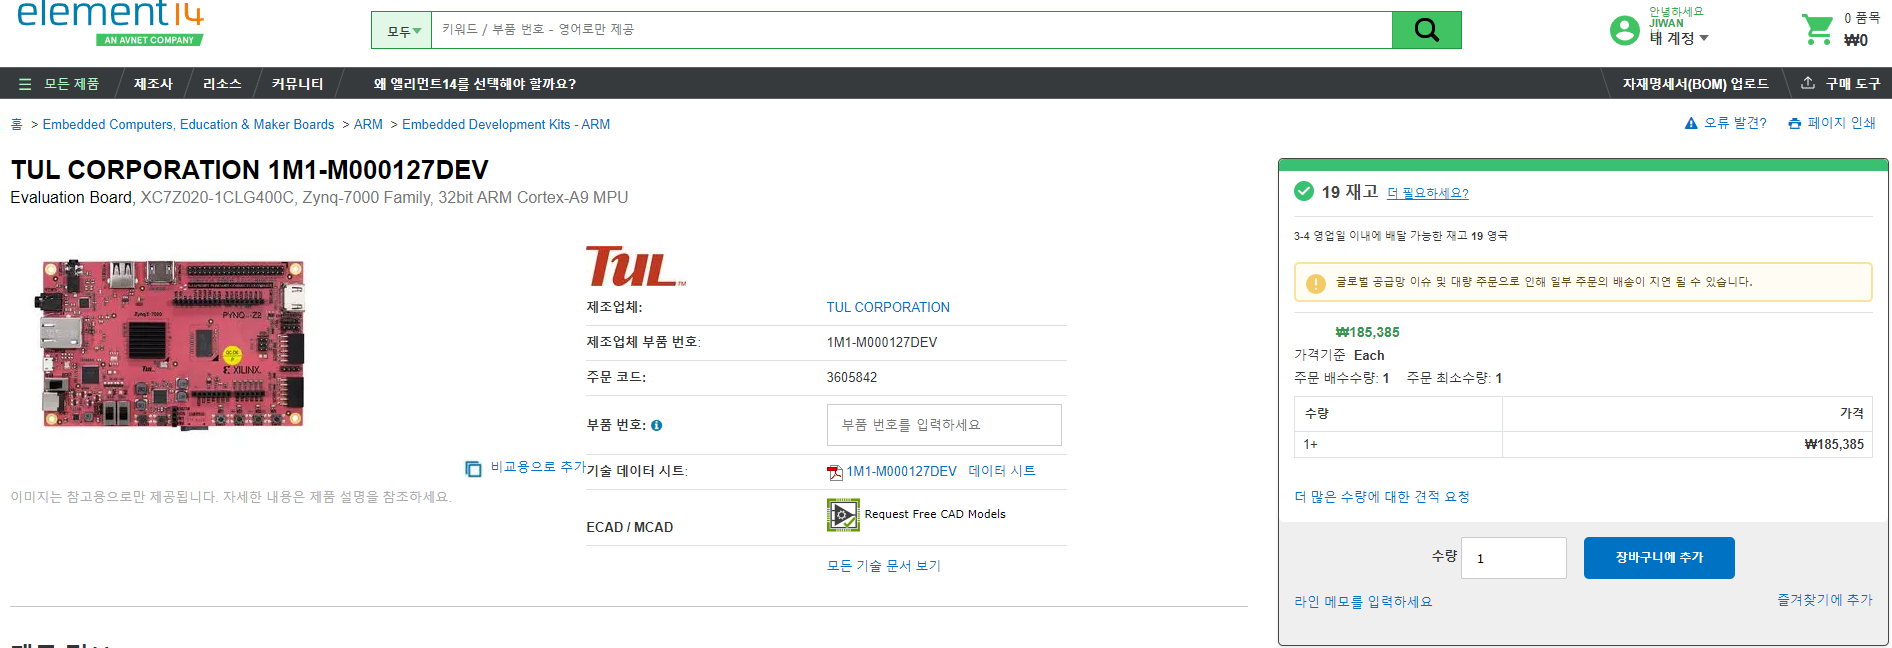 element14
AN AVNET COMPANY
모두
키워드 / 부품 번호 - 영어로만 제공
안녕하세요
JIWAN
계정
0 품목
₩0
모든 제품
제조사
리소스
커뮤니티
왜 엘리먼트14를 선택해야 할까요?
자재명세서(BOM) 업로드
구매 도구
홈 > Embedded Computers, Education & Maker Boards > ARM > Embedded Development Kits - ARM
오류 발견?
페이지 인쇄
TUL CORPORATION 1M1-M000127DEV
Evaluation Board, XC7Z020-1CLG400C, Zynq-7000 Family, 32bit ARM Cortex-A9 MPU
PYNQ-Z2
XILINX
비교용으로 추가
이미지는 참고용으로만 제공됩니다. 자세한 내용은 제품 설명을 참조하세요.
TUL
제조업체: TUL CORPORATION
제조업체 부품 번호: 1M1-M000127DEV
주문 코드: 3605842
부품 번호: 부품 번호를 입력하세요
기술 데이터 시트: 1M1-M000127DEV 데이터 시트
ECAD / MCAD Request Free CAD Models
모든 기술 문서 보기
19 재고 더 필요하세요?
3-4 영업일 이내에 배달 가능한 재고 19 영국
글로벌 공급망 이슈 및 대량 주문으로 인해 일부 주문의 배송이 지연 될 수 있습니다.
₩185,385
가격기준 Each
주문 배수수량: 1 주문 최소수량: 1
수량 가격
1+ ₩185,385
더 많은 수량에 대한 견적 요청
수량 1 장바구니에 추가
라인 메모를 입력하세요
즐겨찾기에 추가